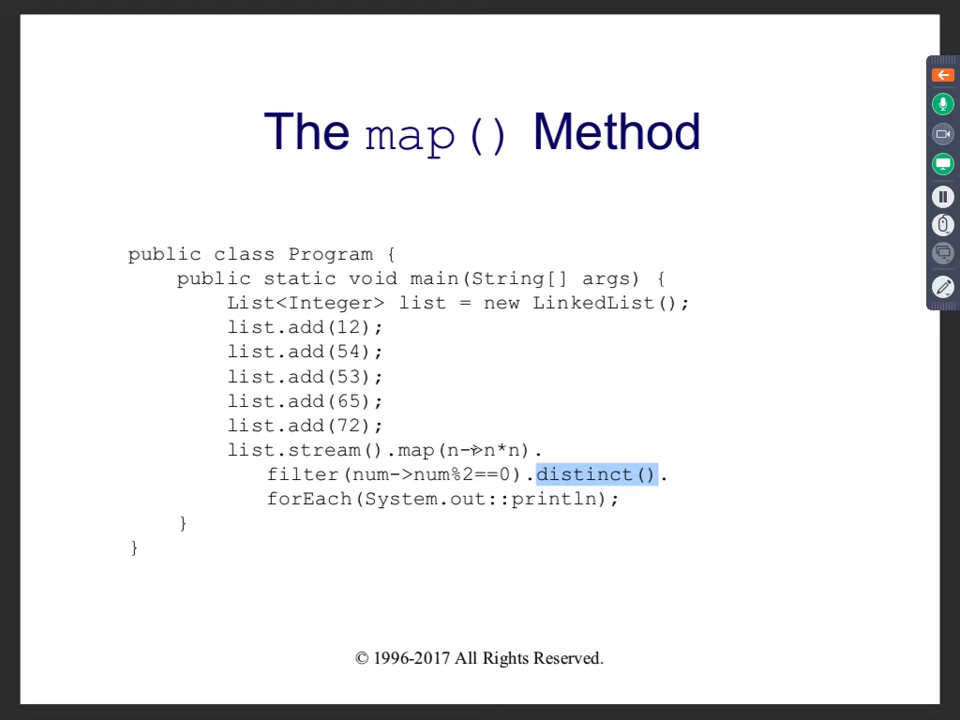 The map() Method
public class Program {
public static void main(String[] args) {
List<Integer> list = new LinkedList();
list.add(12);
list.add(54);
list.add(53);
list.add(65);
list.add(72);
list.stream().map(n->n*n).
filter(num->num%2==0).distinct().
forEach(System.out::println);
}
}
© 1996-2017 All Rights Reserved.